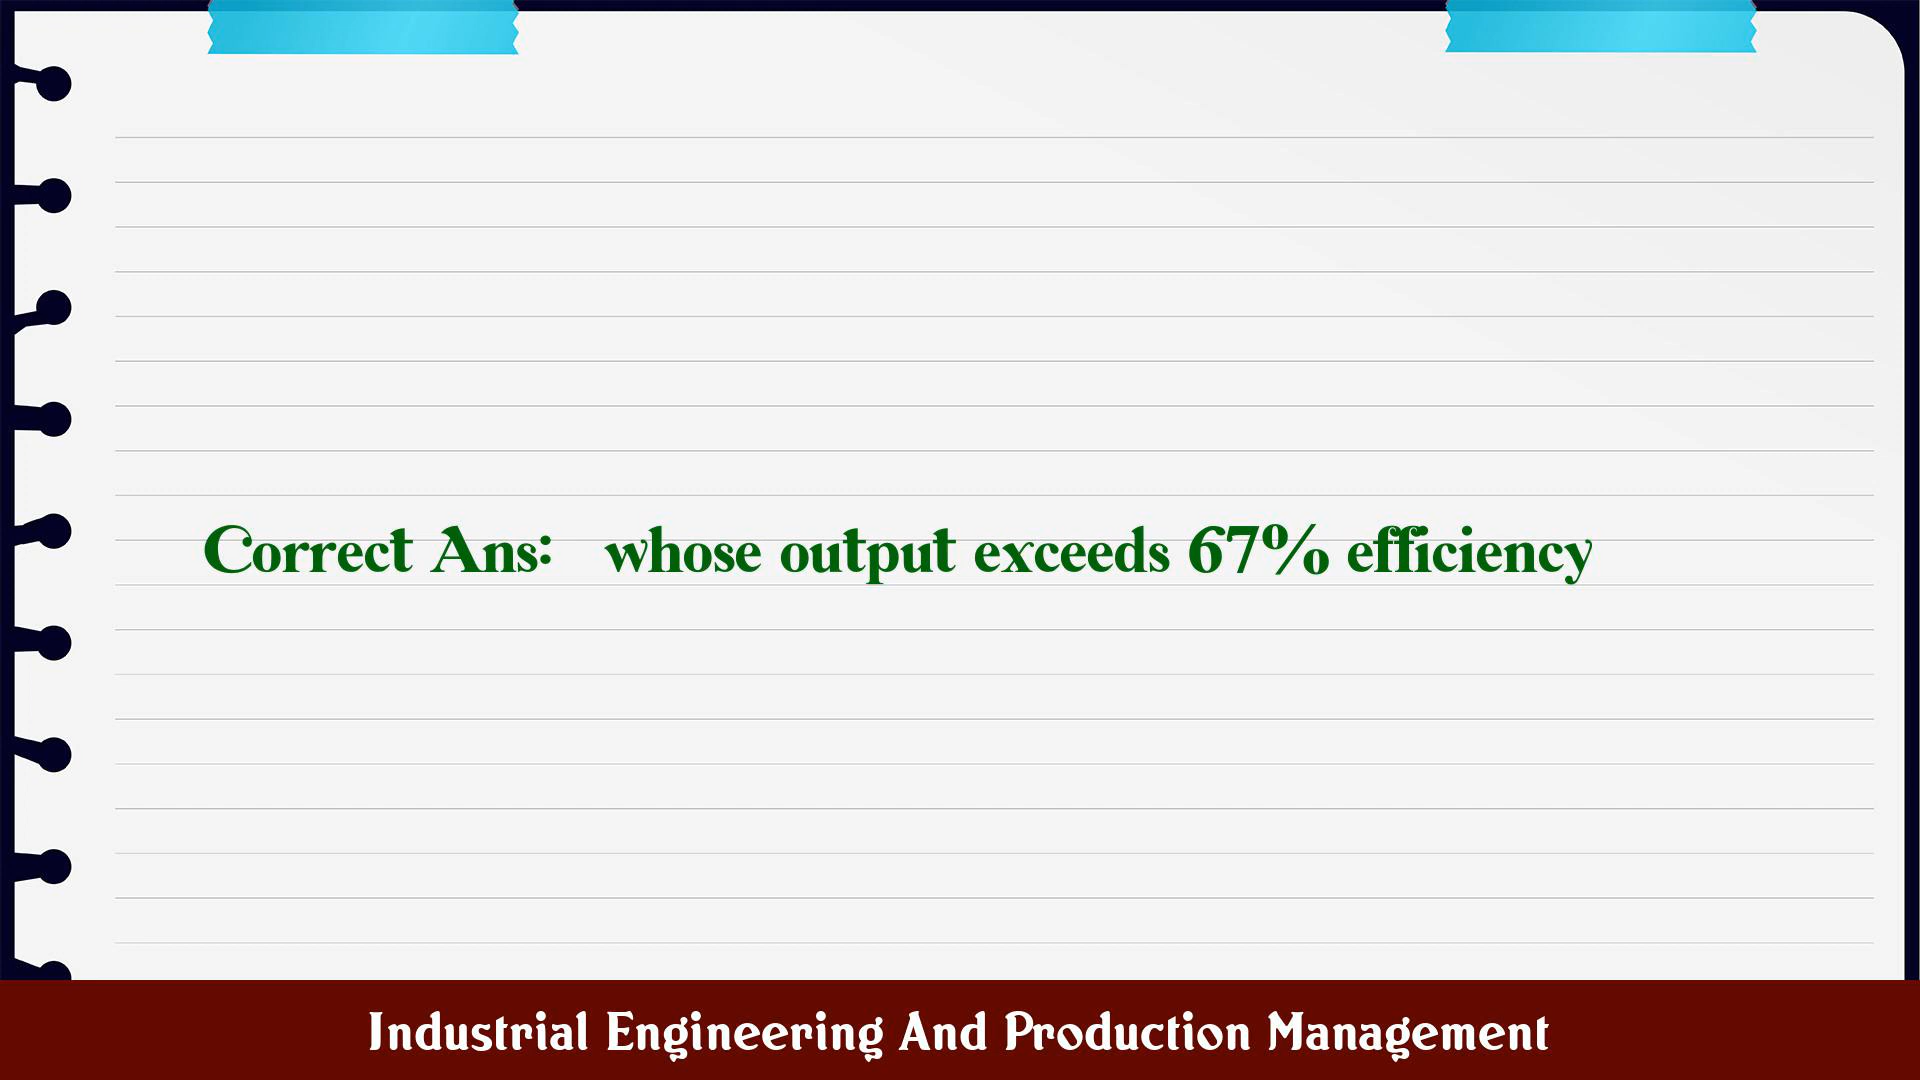 Correct Ans: whose output exceeds 67% efficiency
Industrial Engineering And Production Management